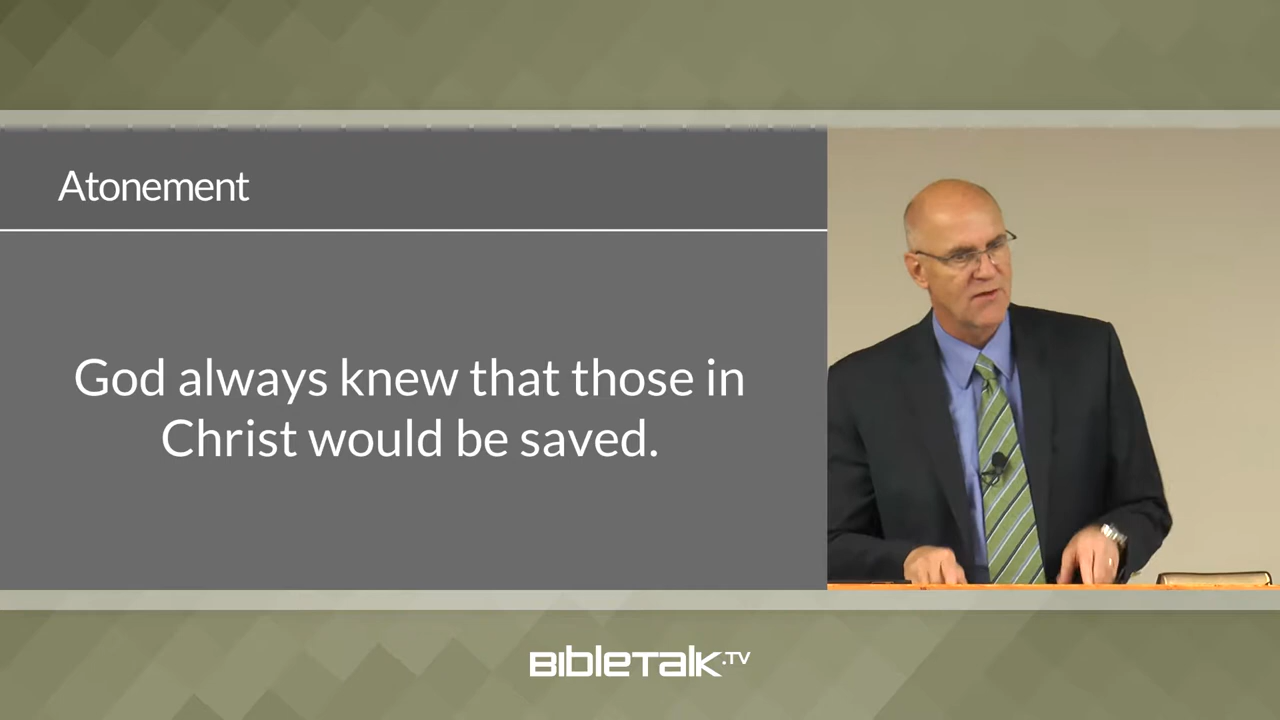 Atonement
God always knew that those in
Christ would be saved.
BIBLETALK.TV